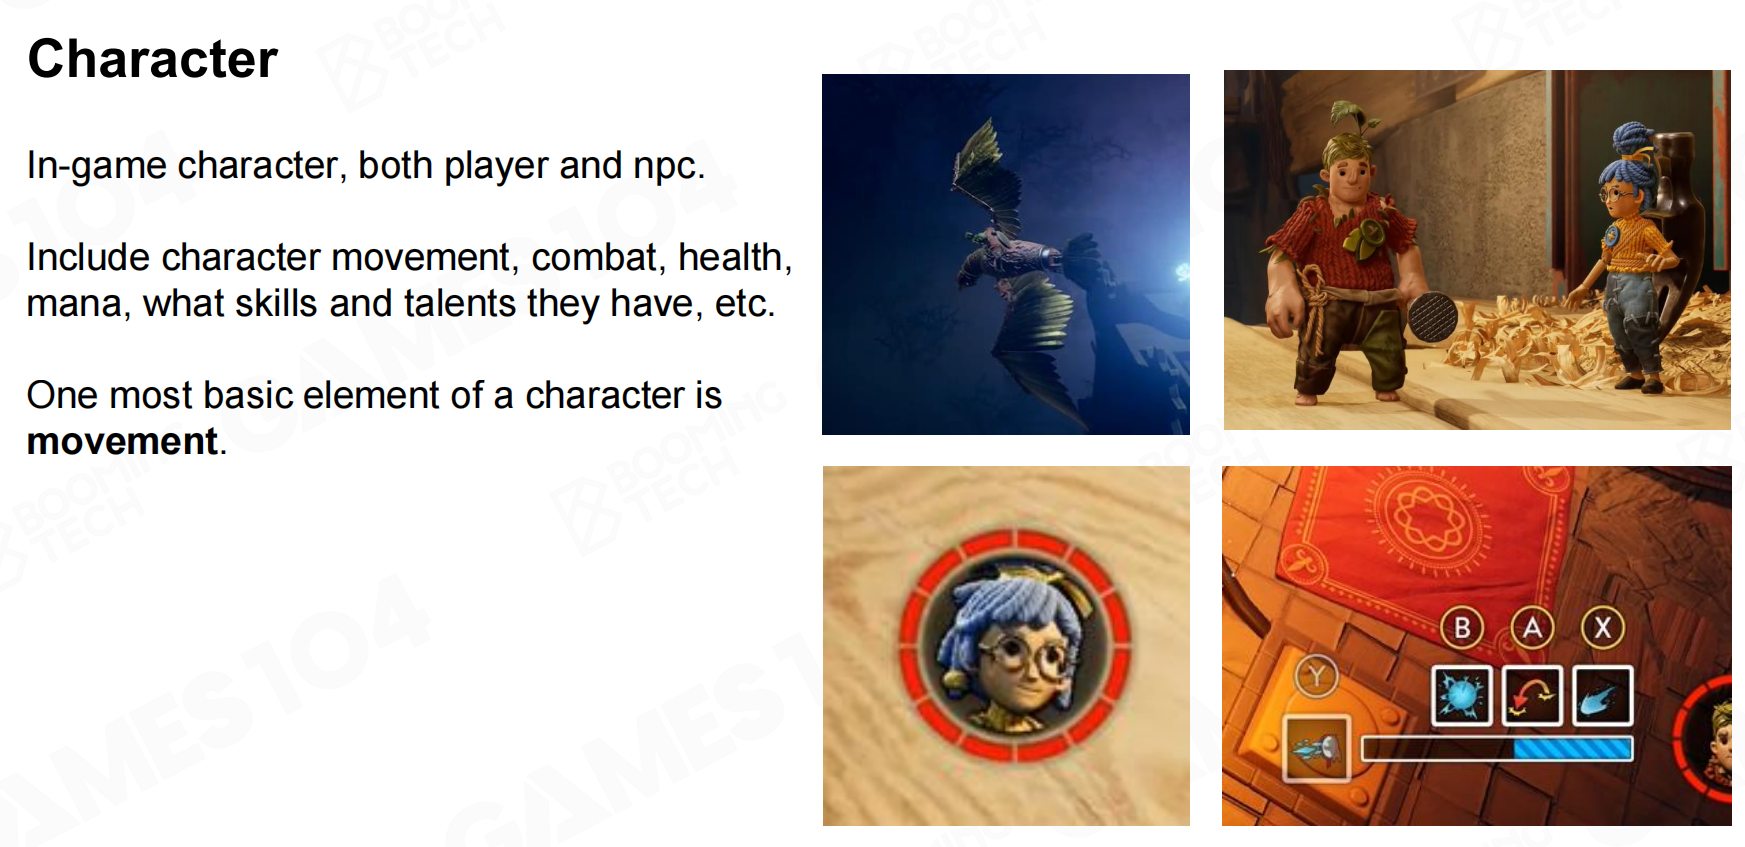 Character
In-game character, both player and npc.
Include character movement, combat, health,
mana, what skills and talents they have, etc.
One most basic element of a character is
movement.
B A X
Y
BOOMING
TECH
GAMES104